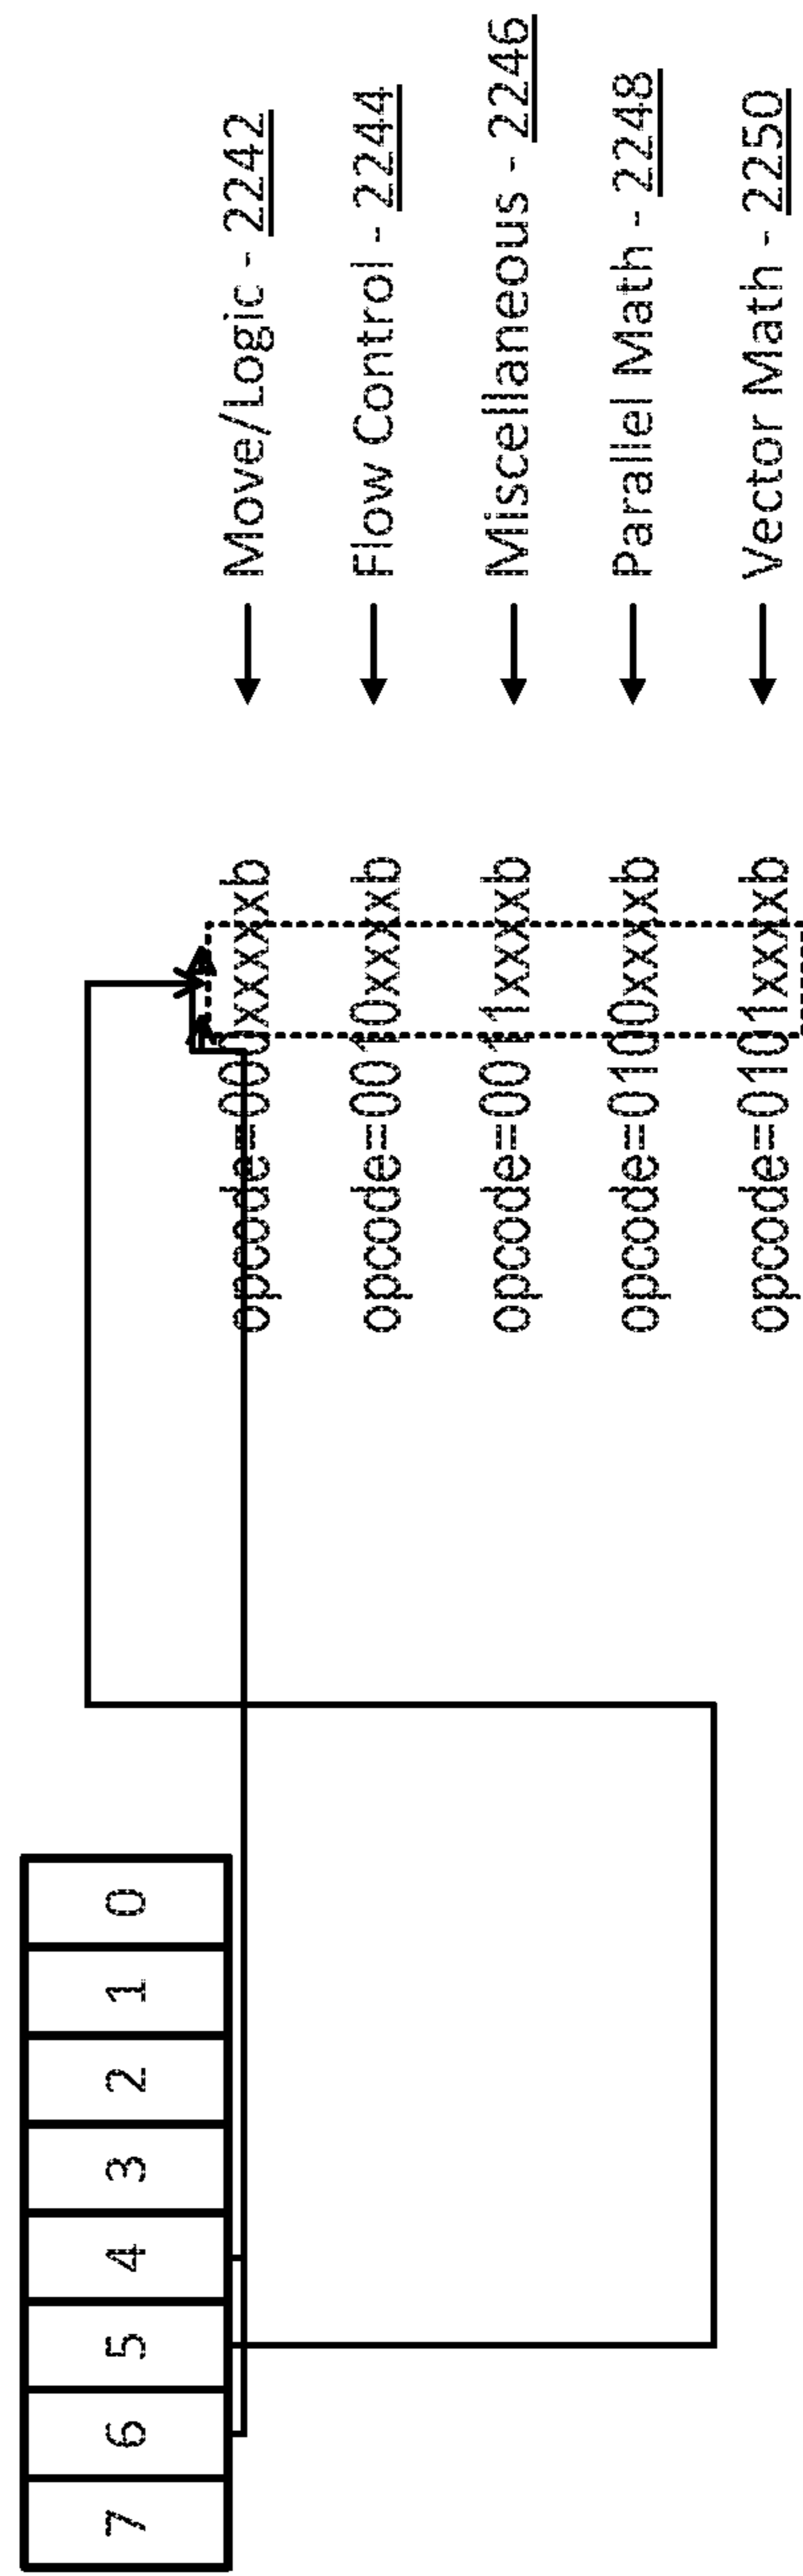 7 6 5 4 3 2 1 0
opcode=000xxxxxb ← Move/Logic - 2242
opcode=0010xxxxb ← Flow Control - 2244
opcode=0011xxxxb ← Miscellaneous - 2246
opcode=0100xxxxb ← Parallel Math - 2248
opcode=0101xxxxb ← Vector Math - 2250